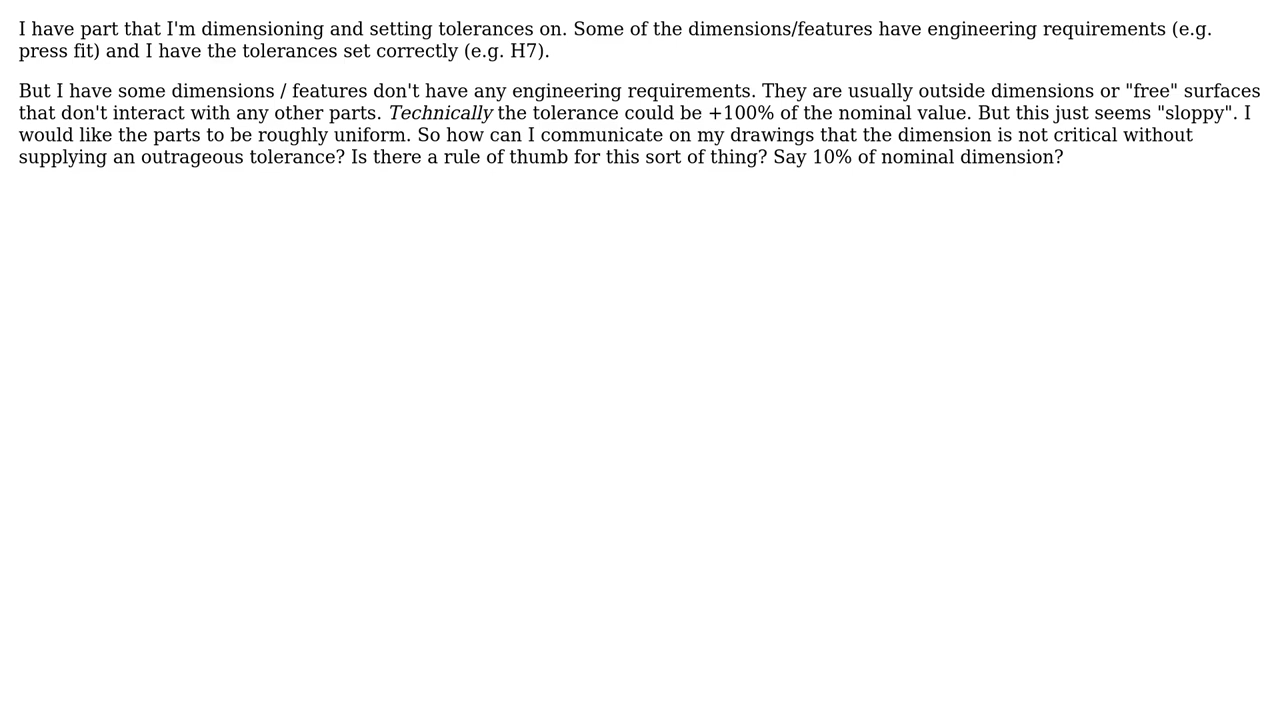 I have part that I'm dimensioning and setting tolerances on. Some of the dimensions/features have engineering requirements (e.g.
press fit) and I have the tolerances set correctly (e.g. H7).
But I have some dimensions / features don't have any engineering requirements. They are usually outside dimensions or "free" surfaces
that don't interact with any other parts. Technically the tolerance could be +100% of the nominal value. But this just seems "sloppy". I
would like the parts to be roughly uniform. So how can I communicate on my drawings that the dimension is not critical without
supplying an outrageous tolerance? Is there a rule of thumb for this sort of thing? Say 10% of nominal dimension?